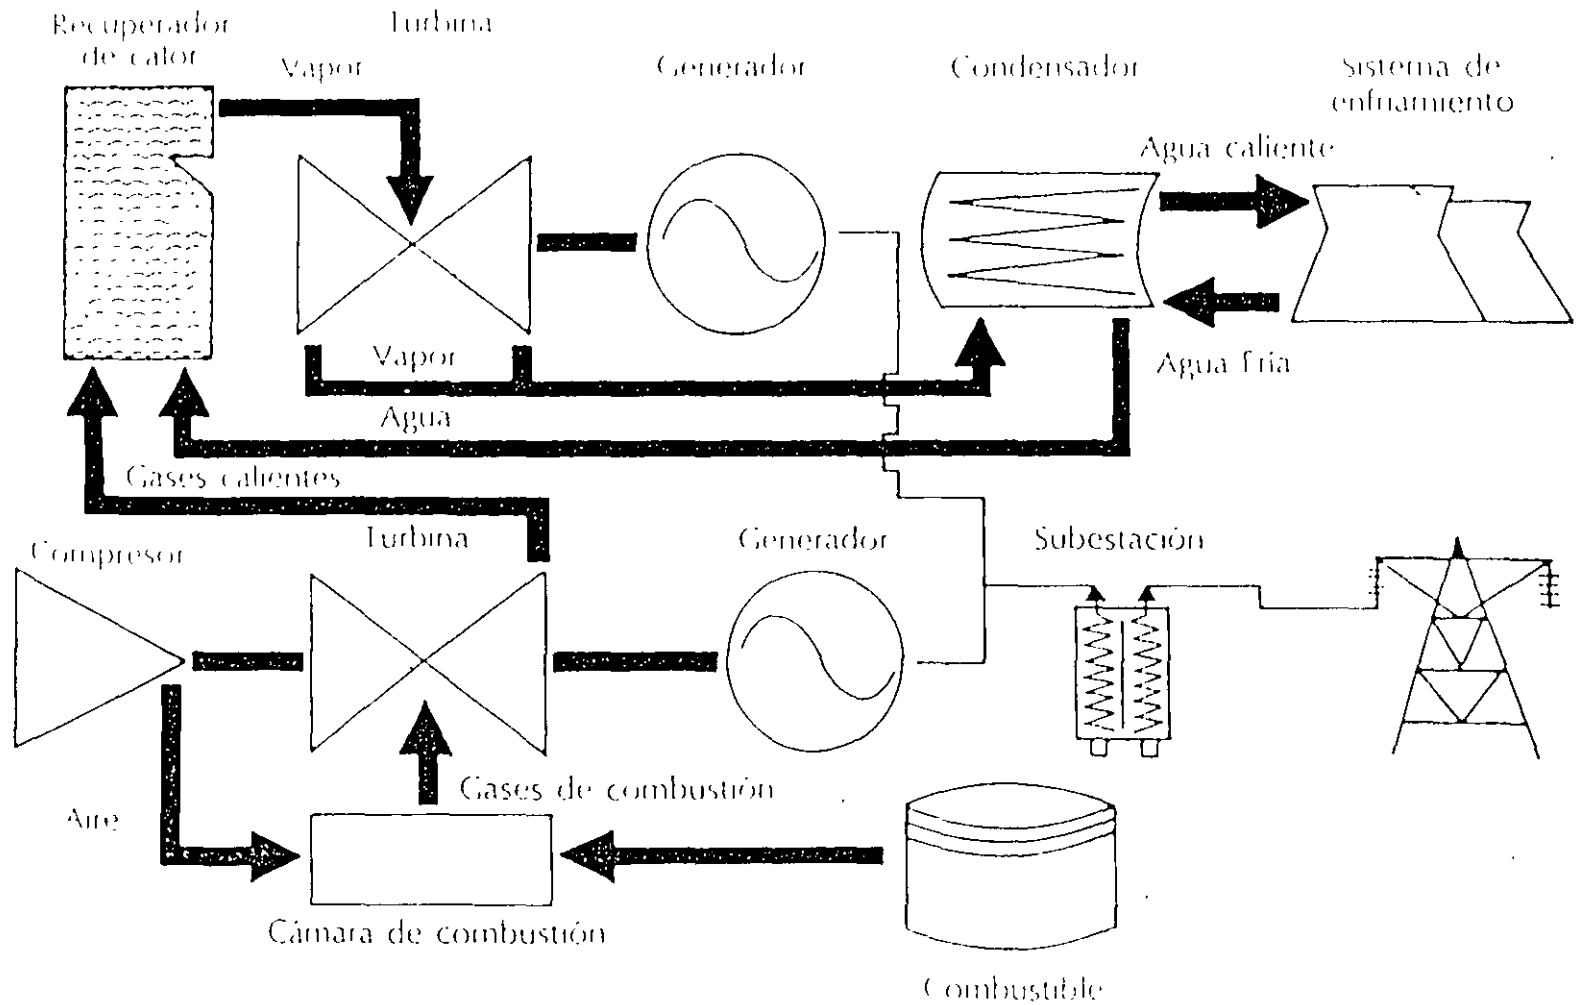 Recuperador
de calor
Turbina
Vapor
Generador
Condensador
Sistema de
enfriamiento
Agua caliente
Vapor
Agua fría
Agua
Gases calientes
Compresor
Turbina
Generador
Subestación
Gases de combustión
Aire
Cámara de combustión
Combustible